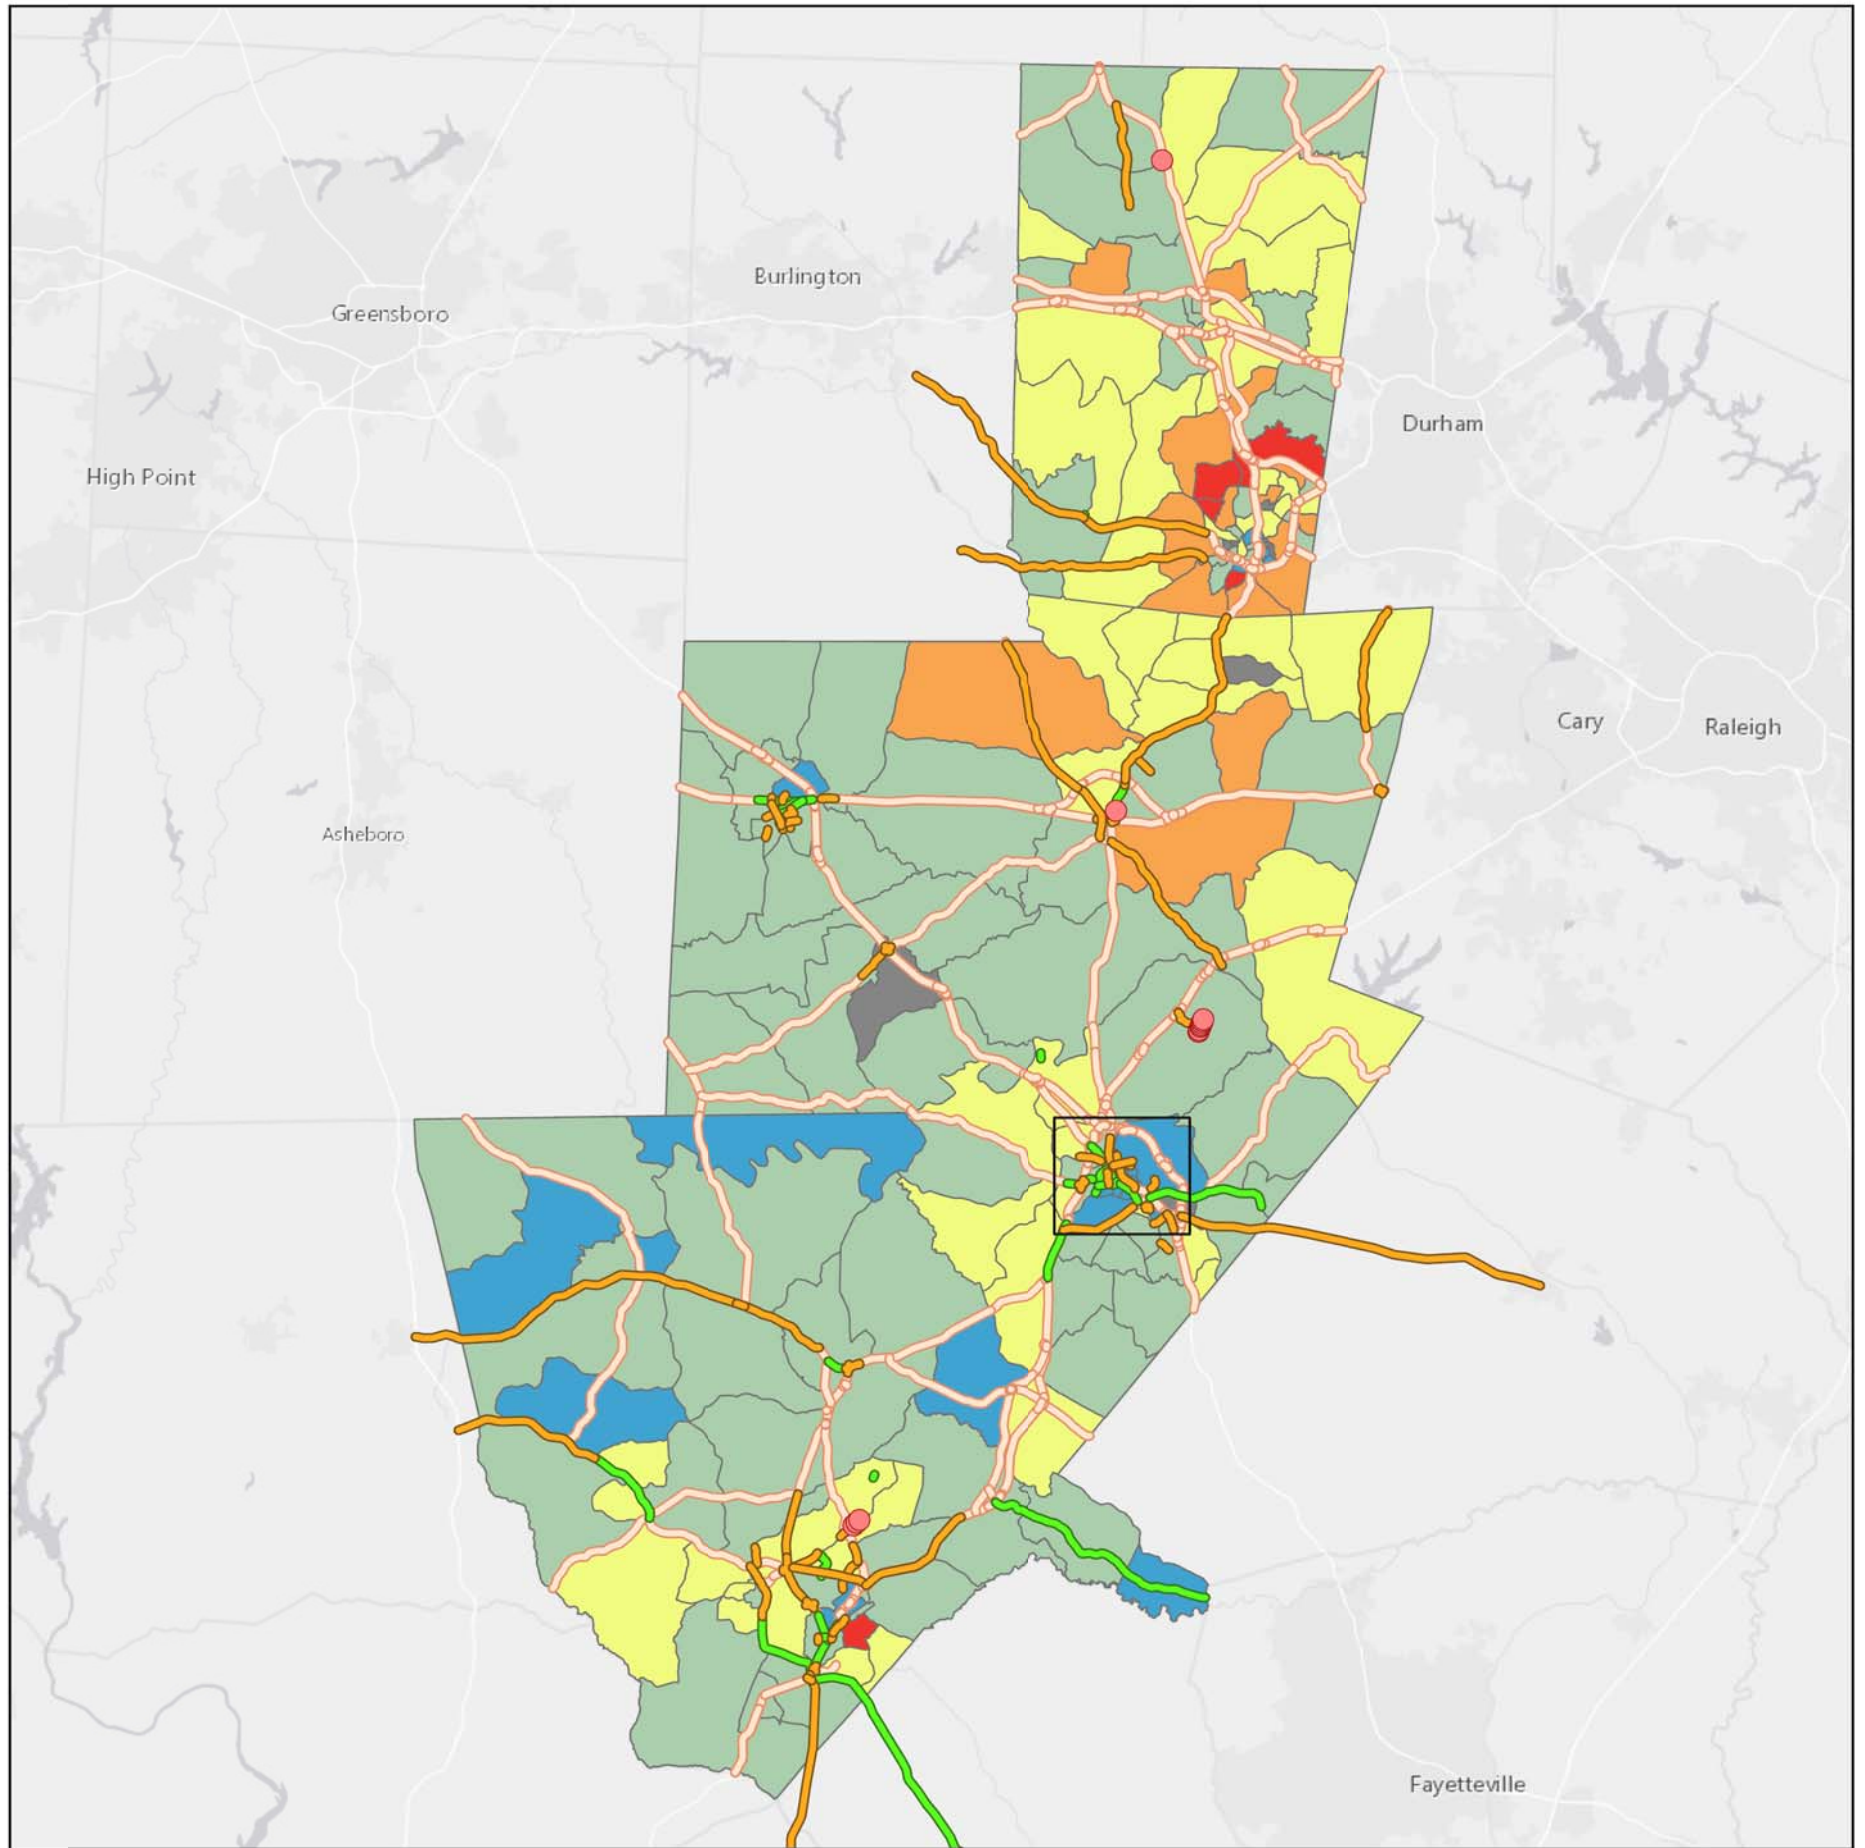 Burlington
Greensboro
Durham
High Point
Cary
Raleigh
Asheboro
Fayetteville